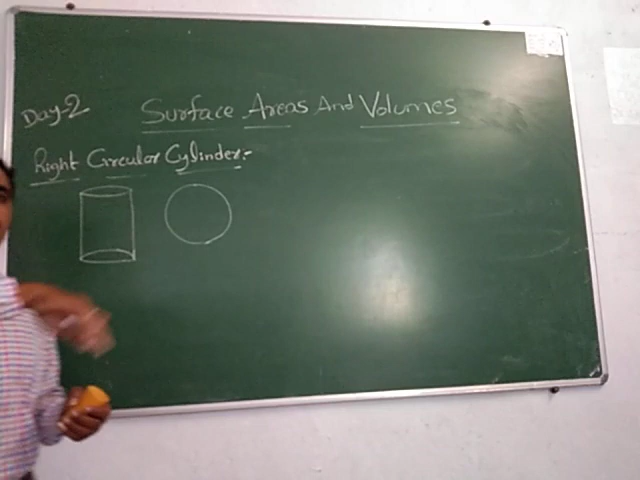 Day-2 Surface Areas And Volumes
Right Circular Cylinder:-